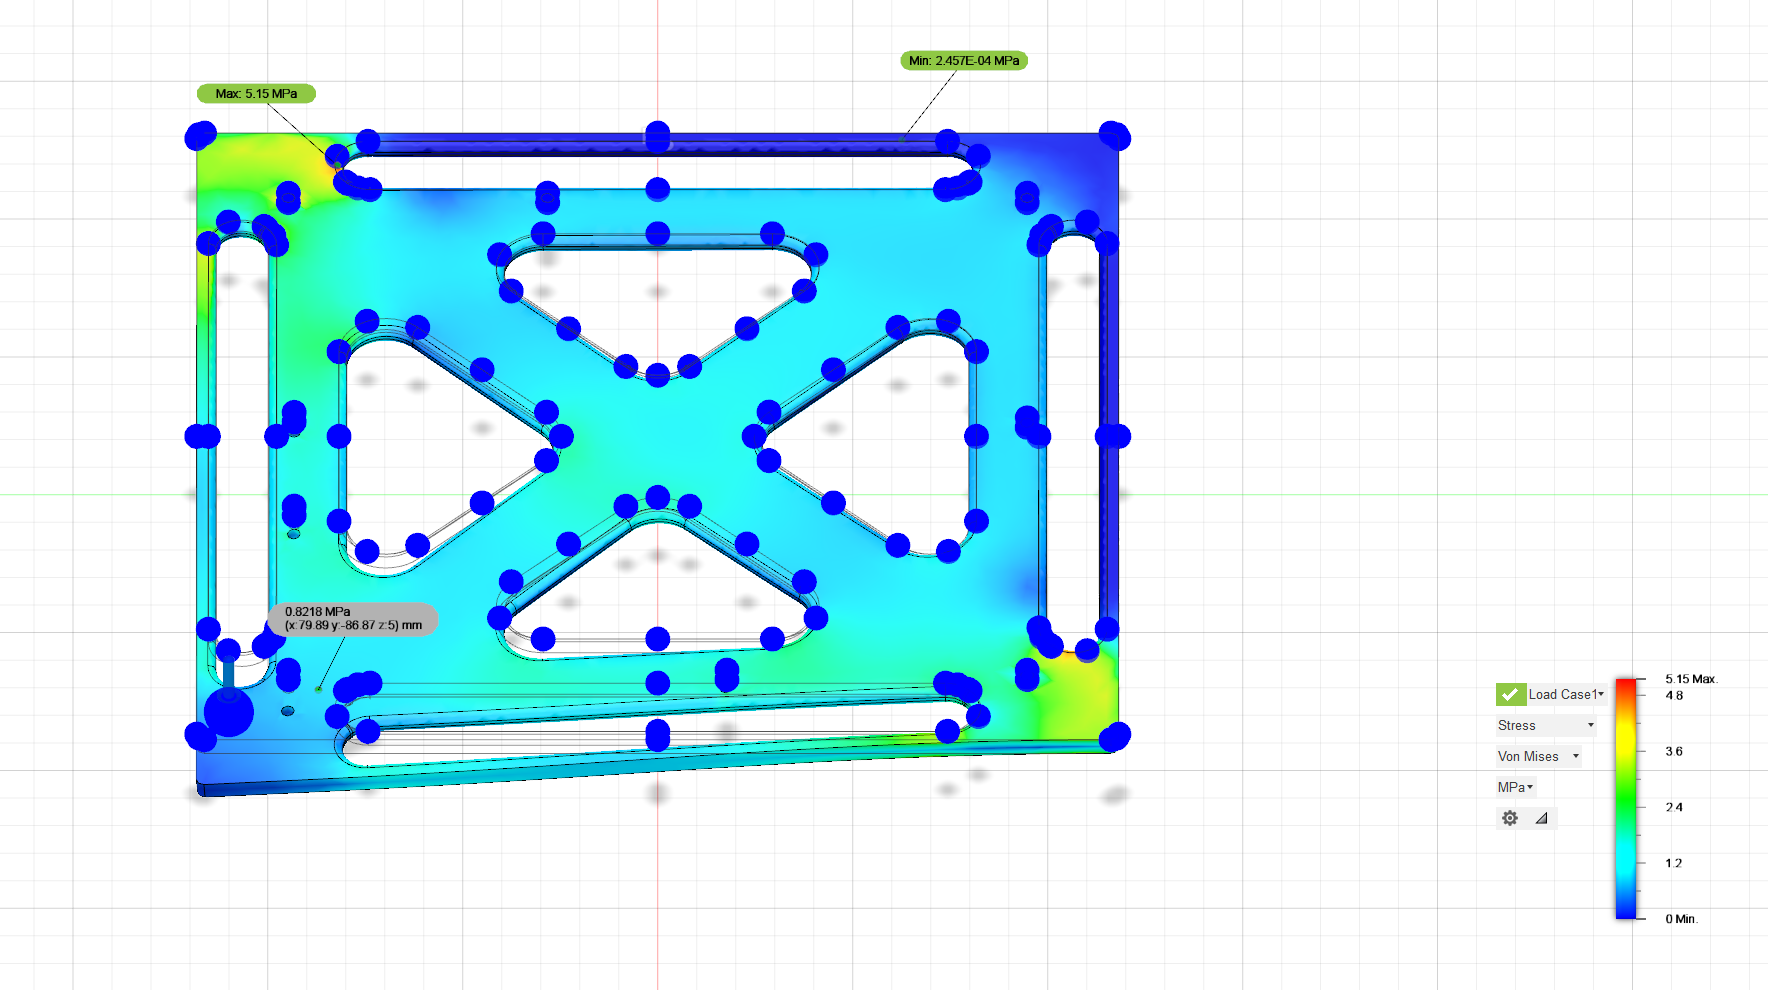 Min: 2.457E-04 MPa
Max: 5.15 MPa
0.8218 MPa
(x:79.89 y:-86.87 z:5) mm
Load Case1
Stress
Von Mises
MPa
5.15 Max.
4.8
3.6
2.4
1.2
0 Min.